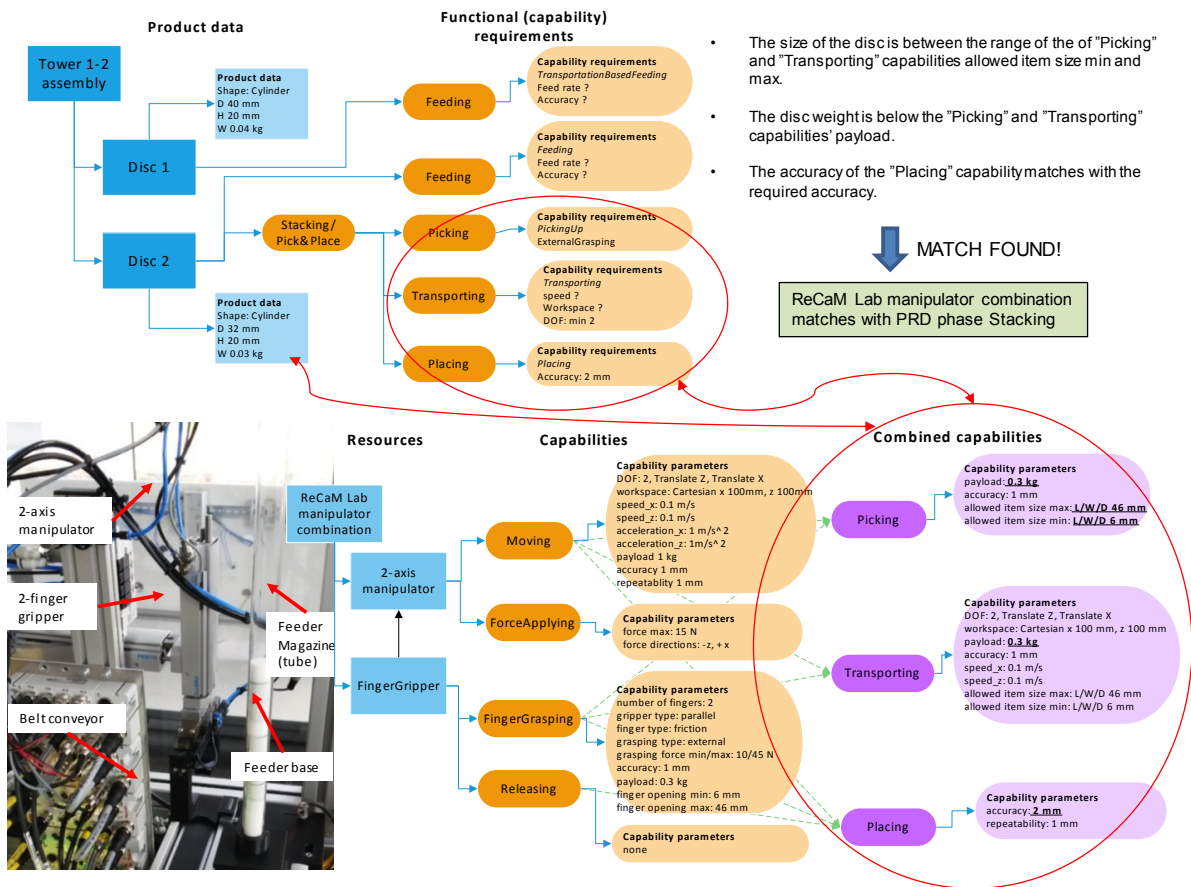 Product data
Functional (capability)
requirements
Tower 1-2
assembly
Product data
Shape: Cylinder
D 40 mm
H 20 mm
W 0.04 kg
Disc 1
Disc 2
Product data
Shape: Cylinder
D 32 mm
H 20 mm
W 0.03 kg
Stacking/
Pick&Place
Feeding
Capability requirements
TransportationBasedFeeding
Feed rate ?
Accuracy ?
Feeding
Capability requirements
Feeding
Feed rate ?
Accuracy ?
Picking
Capability requirements
PickingUp
ExternalGrasping
Transporting
Capability requirements
Transporting
speed ?
Workspace ?
DOF: min 2
Placing
Capability requirements
Placing
Accuracy: 2 mm
• The size of the disc is between the range of the of ”Picking”
and ”Transporting” capabilities allowed item size min and
max.
• The disc weight is below the ”Picking” and ”Transporting”
capabilities’ payload.
• The accuracy of the ”Placing” capability matches with the
required accuracy.
MATCH FOUND!
ReCaM Lab manipulator combination
matches with PRD phase Stacking
2-axis
manipulator
2-finger
gripper
Feeder
Magazine
(tube)
Belt conveyor
Feeder base
Resources
Capabilities
Combined capabilities
ReCaM Lab
manipulator
combination
2-axis
manipulator
FingerGripper
Moving
Capability parameters
DOF: 2, Translate Z, Translate X
workspace: Cartesian x 100mm, z 100mm
speed_x: 0.1 m/s
speed_z: 0.1 m/s
acceleration_x: 1 m/s^2
acceleration_z: 1m/s^2
payload 1 kg
accuracy 1 mm
repeatablity 1 mm
ForceApplying
Capability parameters
force max: 15 N
force directions: -z, +x
FingerGrasping
Capability parameters
number of fingers: 2
gripper type: parallel
finger type: friction
grasping type: external
grasping force min/max: 10/45 N
accuracy: 1 mm
payload: 0.3 kg
finger opening min: 6 mm
finger opening max: 46 mm
Releasing
Capability parameters
none
Picking
Capability parameters
payload: 0.3 kg
accuracy: 1 mm
allowed item size max: L/W/D 46 mm
allowed item size min: L/W/D 6 mm
Transporting
Capability parameters
DOF: 2, Translate Z, Translate X
workspace: Cartesian x 100 mm, z 100 mm
payload: 0.3 kg
accuracy: 1 mm
speed_x: 0.1 m/s
speed_z: 0.1 m/s
allowed item size max: L/W/D 46 mm
allowed item size min: L/W/D 6 mm
Placing
Capability parameters
accuracy: 2 mm
repeatability: 1 mm